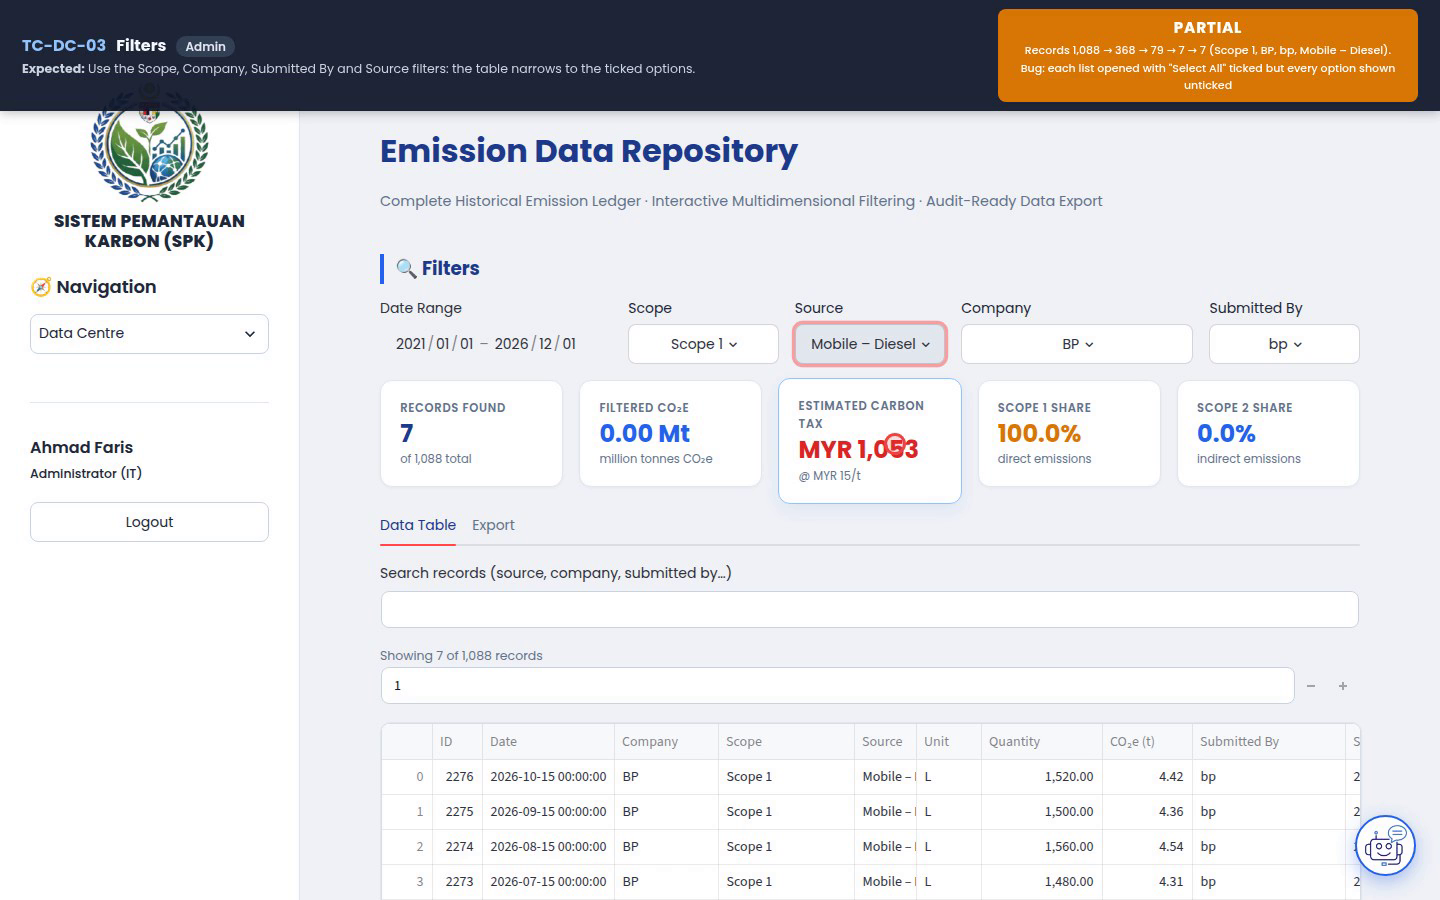 TC-DC-03 Filters Admin
Expected: Use the Scope, Company, Submitted By and Source filters: the table narrows to the ticked options.
PARTIAL
Records 1,088 → 368 → 79 → 7 → 7 (Scope 1, BP, bp, Mobile – Diesel).
Bug: each list opened with "Select All" ticked but every option shown
unticked
SISTEM PEMANTAUAN
KARBON (SPK)
Navigation
Data Centre
Ahmad Faris
Administrator (IT)
Logout
Emission Data Repository
Complete Historical Emission Ledger · Interactive Multidimensional Filtering · Audit-Ready Data Export
Filters
Date Range Scope Source Company Submitted By
2021/01/01 – 2026/12/01 Scope 1 Mobile – Diesel BP bp
RECORDS FOUND
7
of 1,088 total
FILTERED CO₂E
0.00 Mt
million tonnes CO₂e
ESTIMATED CARBON
TAX
MYR 1,053
@ MYR 15/t
SCOPE 1 SHARE
100.0%
direct emissions
SCOPE 2 SHARE
0.0%
indirect emissions
Data Table Export
Search records (source, company, submitted by…)
Showing 7 of 1,088 records
1
ID Date Company Scope Source Unit Quantity CO₂e (t) Submitted By S
0 2276 2026-10-15 00:00:00 BP Scope 1 Mobile – L 1,520.00 4.42 bp 2
1 2275 2026-09-15 00:00:00 BP Scope 1 Mobile – L 1,500.00 4.36 bp 2
2 2274 2026-08-15 00:00:00 BP Scope 1 Mobile – L 1,560.00 4.54 bp
3 2273 2026-07-15 00:00:00 BP Scope 1 Mobile – L 1,480.00 4.31 bp 2